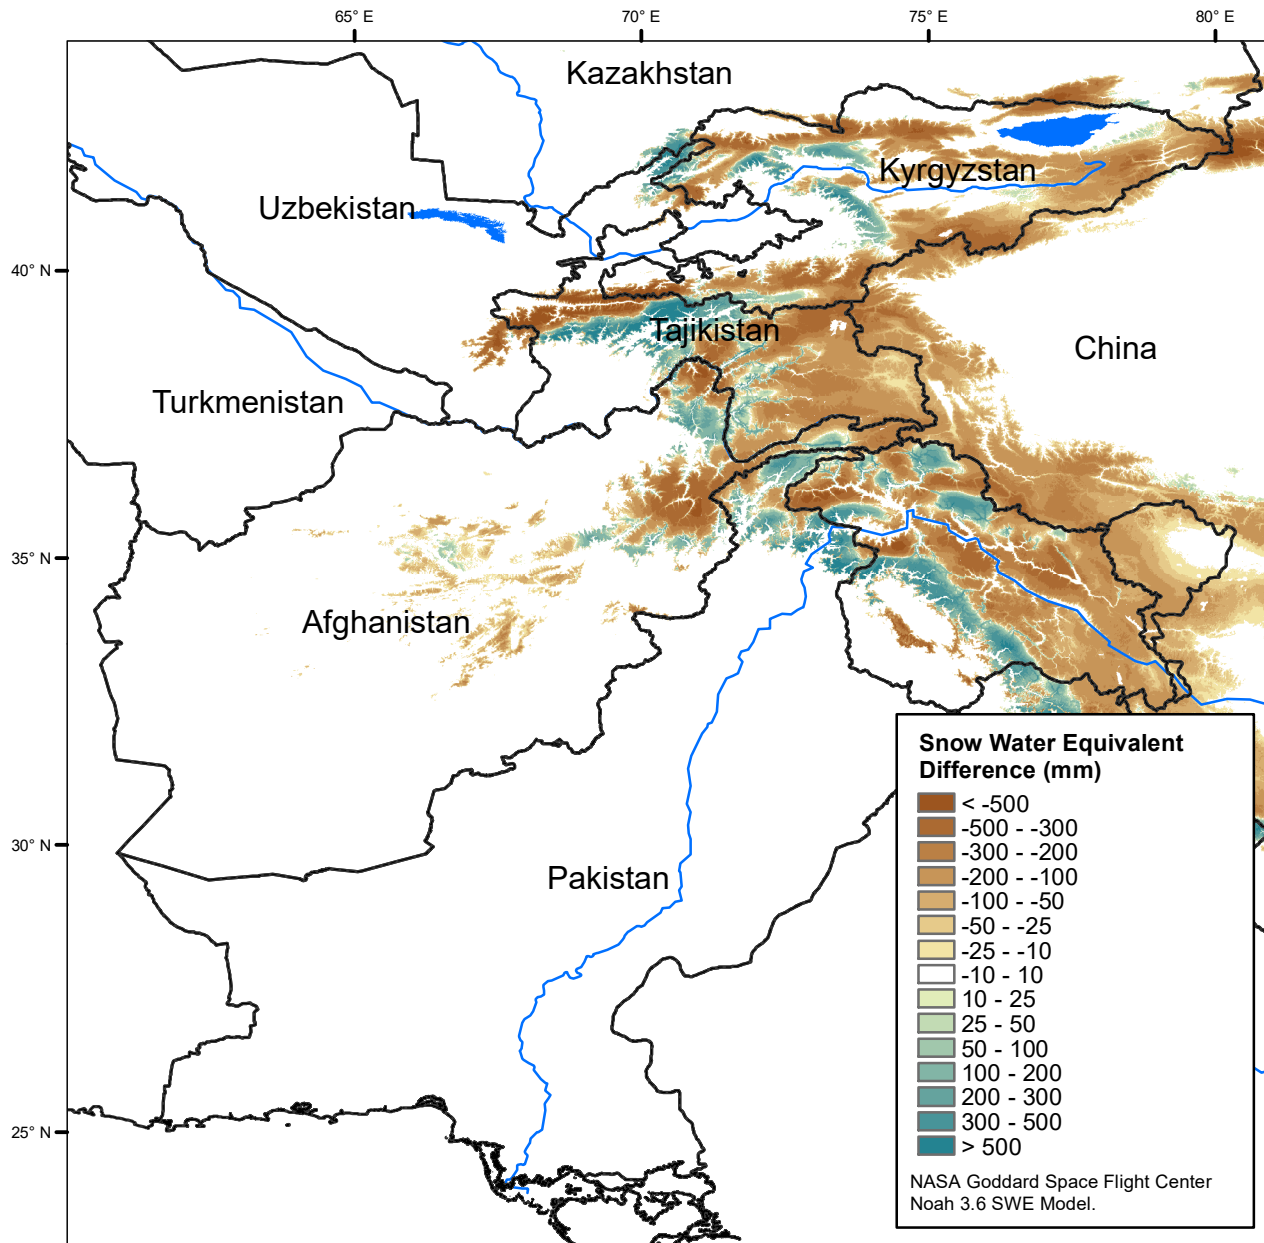 65° E
70° E
75° E
80° E
Kazakhstan
Kyrgyzstan
Uzbekistan
40° N
Tajikistan
China
Turkmenistan
35° N
Afghanistan
Snow Water Equivalent
Difference (mm)
< -500
-500 - -300
30° N
-300 - -200
Pakistan
-200 - -100
-100 - -50
-50 - -25
-25 - -10
-10 - 10
10 - 25
25 - 50
50 - 100
100 - 200
200 - 300
300 - 500
25° N
> 500
NASA Goddard Space Flight Center
Noah 3.6 SWE Model.